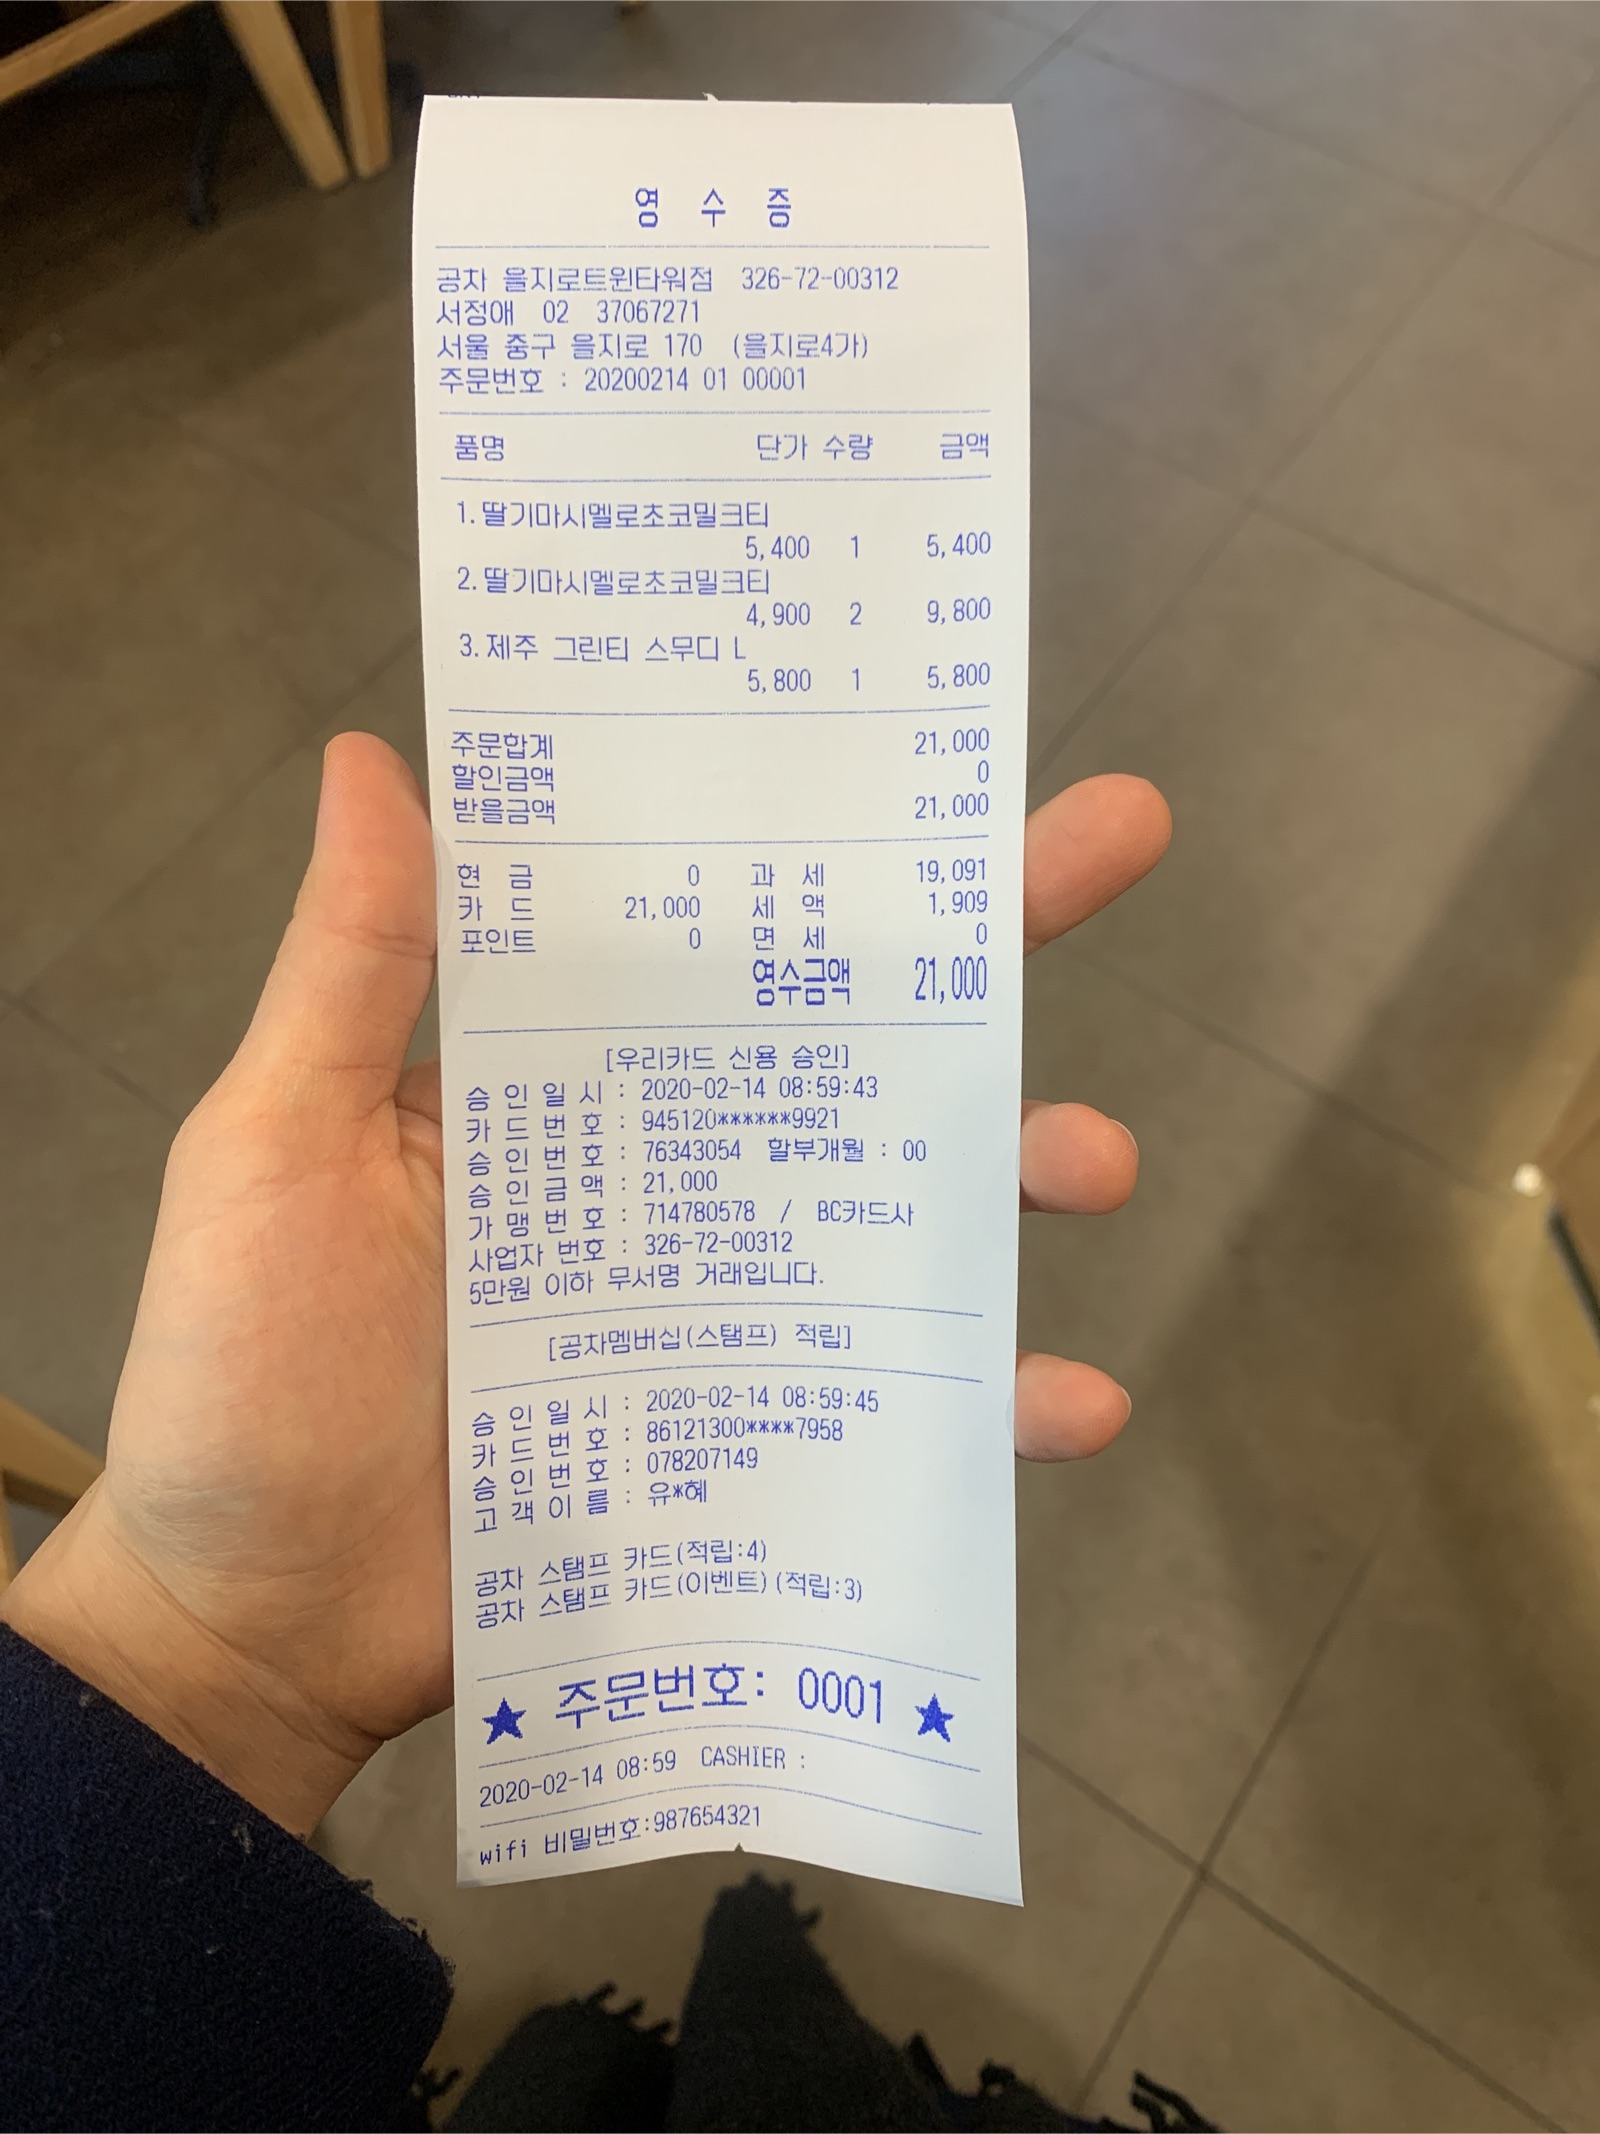 영 수 증
공차 을지로트윈타워점 326-72-00312
서정애 02 37067271
서울 중구 을지로 170 (을지로4가)
주문번호 : 20200214 01 00001
품명 단가 수량 금액
1.딸기마시멜로초코밀크티
5,400 1 5,400
2.딸기마시멜로초코밀크티
4,900 2 9,800
3.제주 그린티 스무디 L
5,800 1 5,800
주문합계 21,000
할인금액 0
받을금액 21,000
현 금 0 과 세 19,091
카 드 21,000 세 액 1,909
포인트 0 면 세 0
영수금액 21,000
[우리카드 신용 승인]
승 인 일 시 : 2020-02-14 08:59:43
카 드 번 호 : 945120******9921
승 인 번 호 : 76343054 할부개월 : 00
승 인 금 액 : 21,000
가 맹 번 호 : 714780578 / BC카드사
사업자 번호 : 326-72-00312
5만원 이하 무서명 거래입니다.
[공차멤버십(스탬프) 적립]
승 인 일 시 : 2020-02-14 08:59:45
카 드 번 호 : 86121300****7958
승 인 번 호 : 078207149
고 객 이 름 : 유*혜
공차 스탬프 카드(적립:4)
공차 스탬프 카드(이벤트)(적립:3)
★ 주문번호: 0001 ★
2020-02-14 08:59 CASHIER :
wifi 비밀번호:987654321